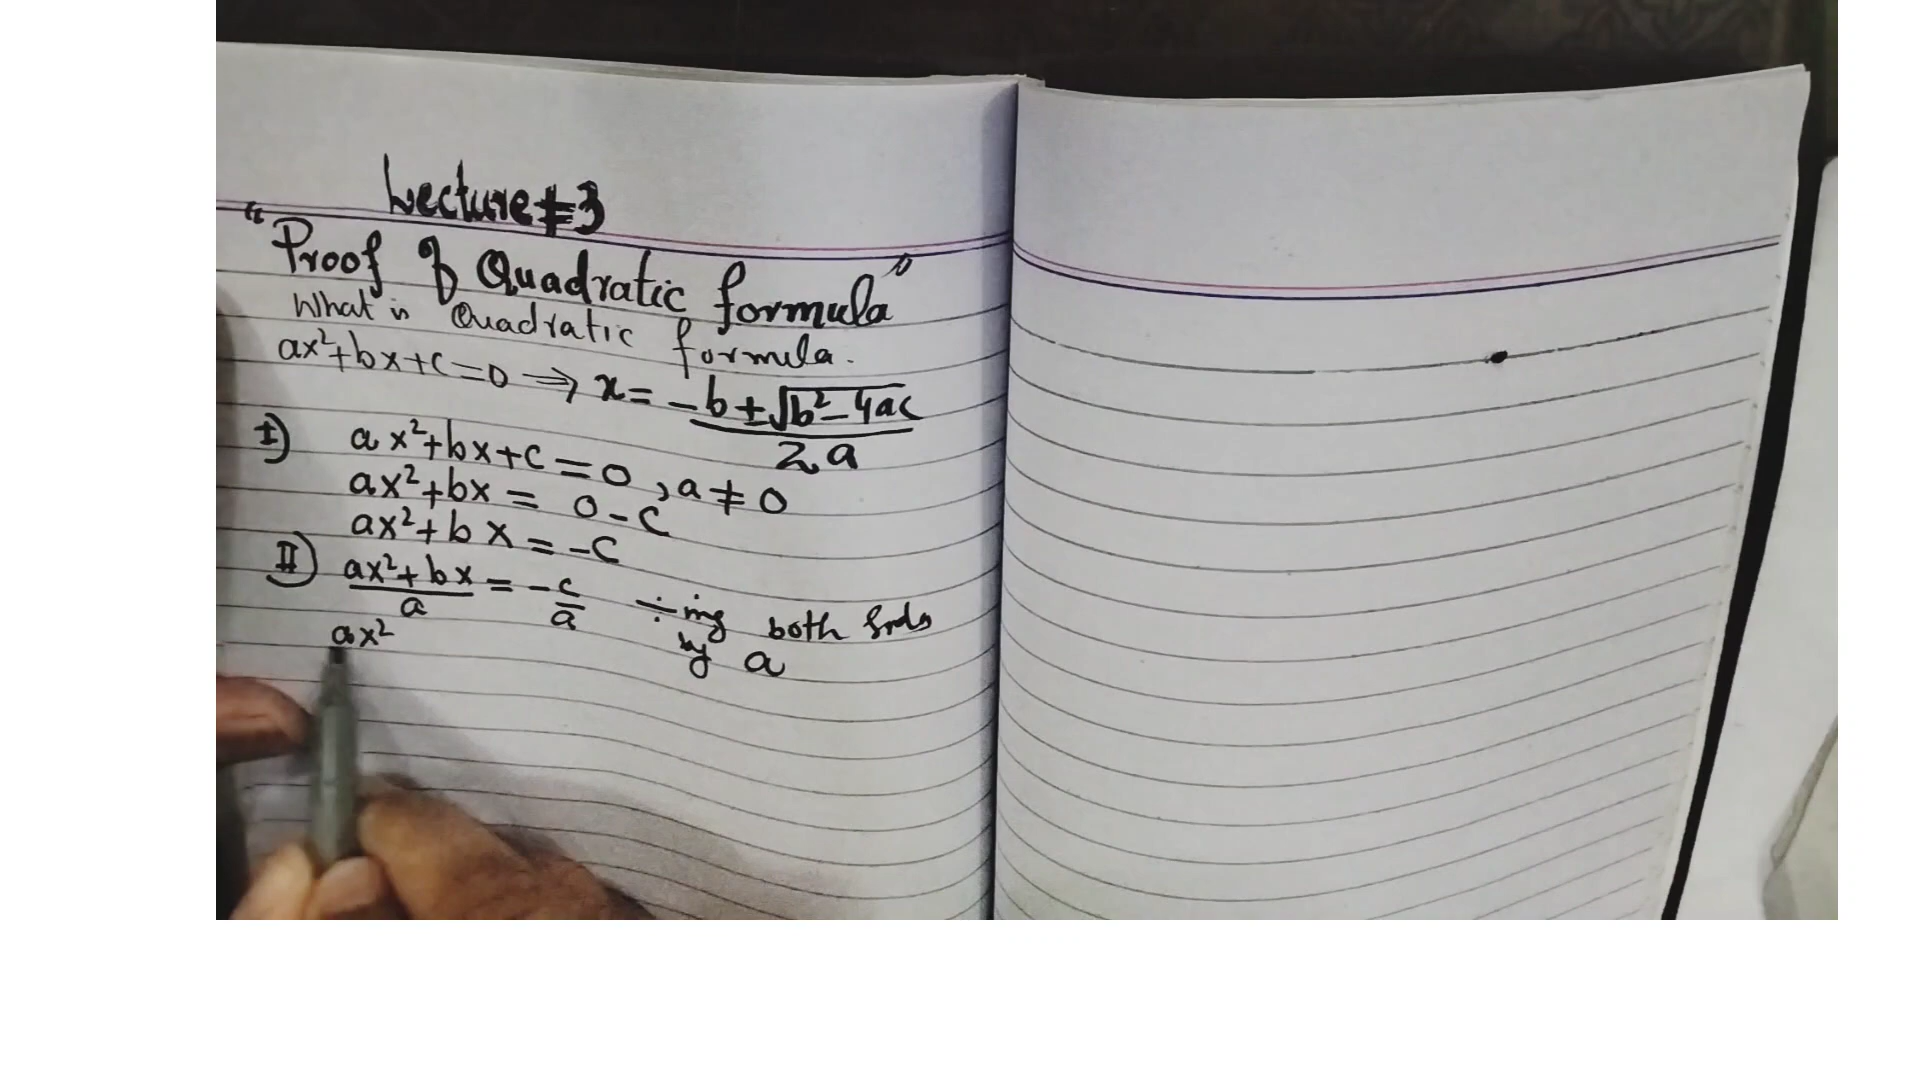 Lecture #3
"Proof of Quadratic formula"
What is Quadratic formula.
ax²+bx+c=0 ⇒ x = -b±√b²-4ac / 2a
I) ax²+bx+c=0, a≠0
ax²+bx = 0-c
ax²+bx = -c
II) ax²+bx / a = -c/a ÷ing both
by a
ax²